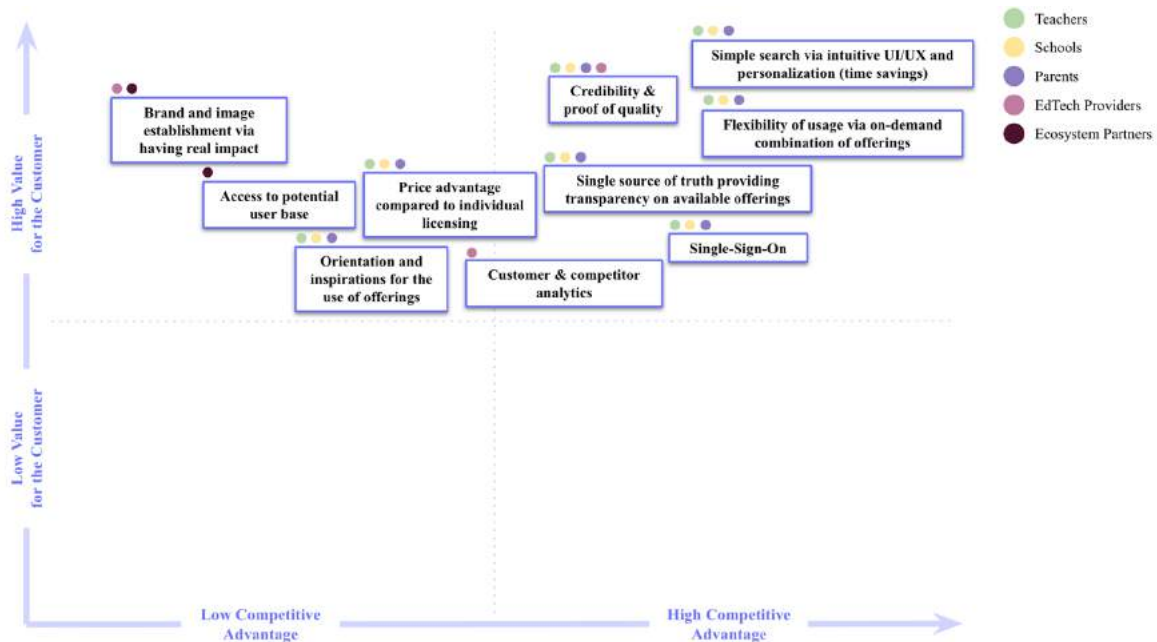 Teachers
Schools
Parents
EdTech Providers
Ecosystem Partners
High Value
for the Customer
Low Value
for the Customer
Simple search via intuitive UI/UX and
personalization (time savings)
Credibility &
proof of quality
Brand and image
establishment via
having real impact
Flexibility of usage via on-demand
combination of offerings
Access to potential
user base
Price advantage
compared to individual
licensing
Single source of truth providing
transparency on available offerings
Single-Sign-On
Orientation and
inspirations for the
use of offerings
Customer & competitor
analytics
Low Competitive
Advantage
High Competitive
Advantage